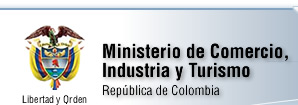 Ministerio de Comercio,
Industria y Turismo
República de Colombia
Libertad y Orden